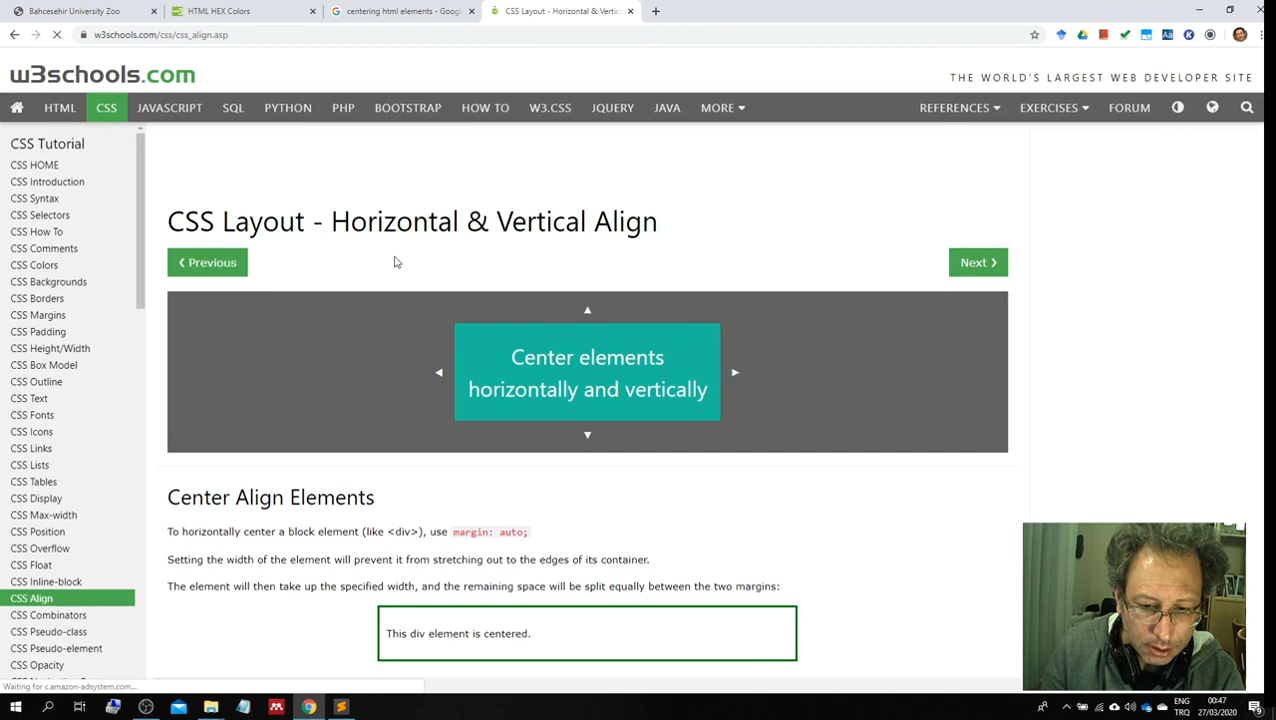 Bahcesehir University Zoo
HTML HEX Colors
centering html elements - Googl
CSS Layout - Horizontal & Vertic
w3schools.com/css/css_align.asp
w3schools.com
THE WORLD'S LARGEST WEB DEVELOPER SITE
HTML CSS JAVASCRIPT SQL PYTHON PHP BOOTSTRAP HOW TO W3.CSS JQUERY JAVA MORE REFERENCES EXERCISES FORUM
CSS Tutorial
CSS HOME
CSS Introduction
CSS Syntax
CSS Selectors
CSS How To
CSS Comments
CSS Colors
CSS Backgrounds
CSS Borders
CSS Margins
CSS Padding
CSS Height/Width
CSS Box Model
CSS Outline
CSS Text
CSS Fonts
CSS Icons
CSS Links
CSS Lists
CSS Tables
CSS Display
CSS Max-width
CSS Position
CSS Overflow
CSS Float
CSS Inline-block
CSS Align
CSS Combinators
CSS Pseudo-class
CSS Pseudo-element
CSS Opacity
CSS Layout - Horizontal & Vertical Align
❮ Previous
Next ❯
Center elements
horizontally and vertically
Center Align Elements
To horizontally center a block element (like <div>), use margin: auto;
Setting the width of the element will prevent it from stretching out to the edges of its container.
The element will then take up the specified width, and the remaining space will be split equally between the two margins:
This div element is centered.
Waiting for c.amazon-adsystem.com...
ENG
TRQ
00:47
27/03/2020